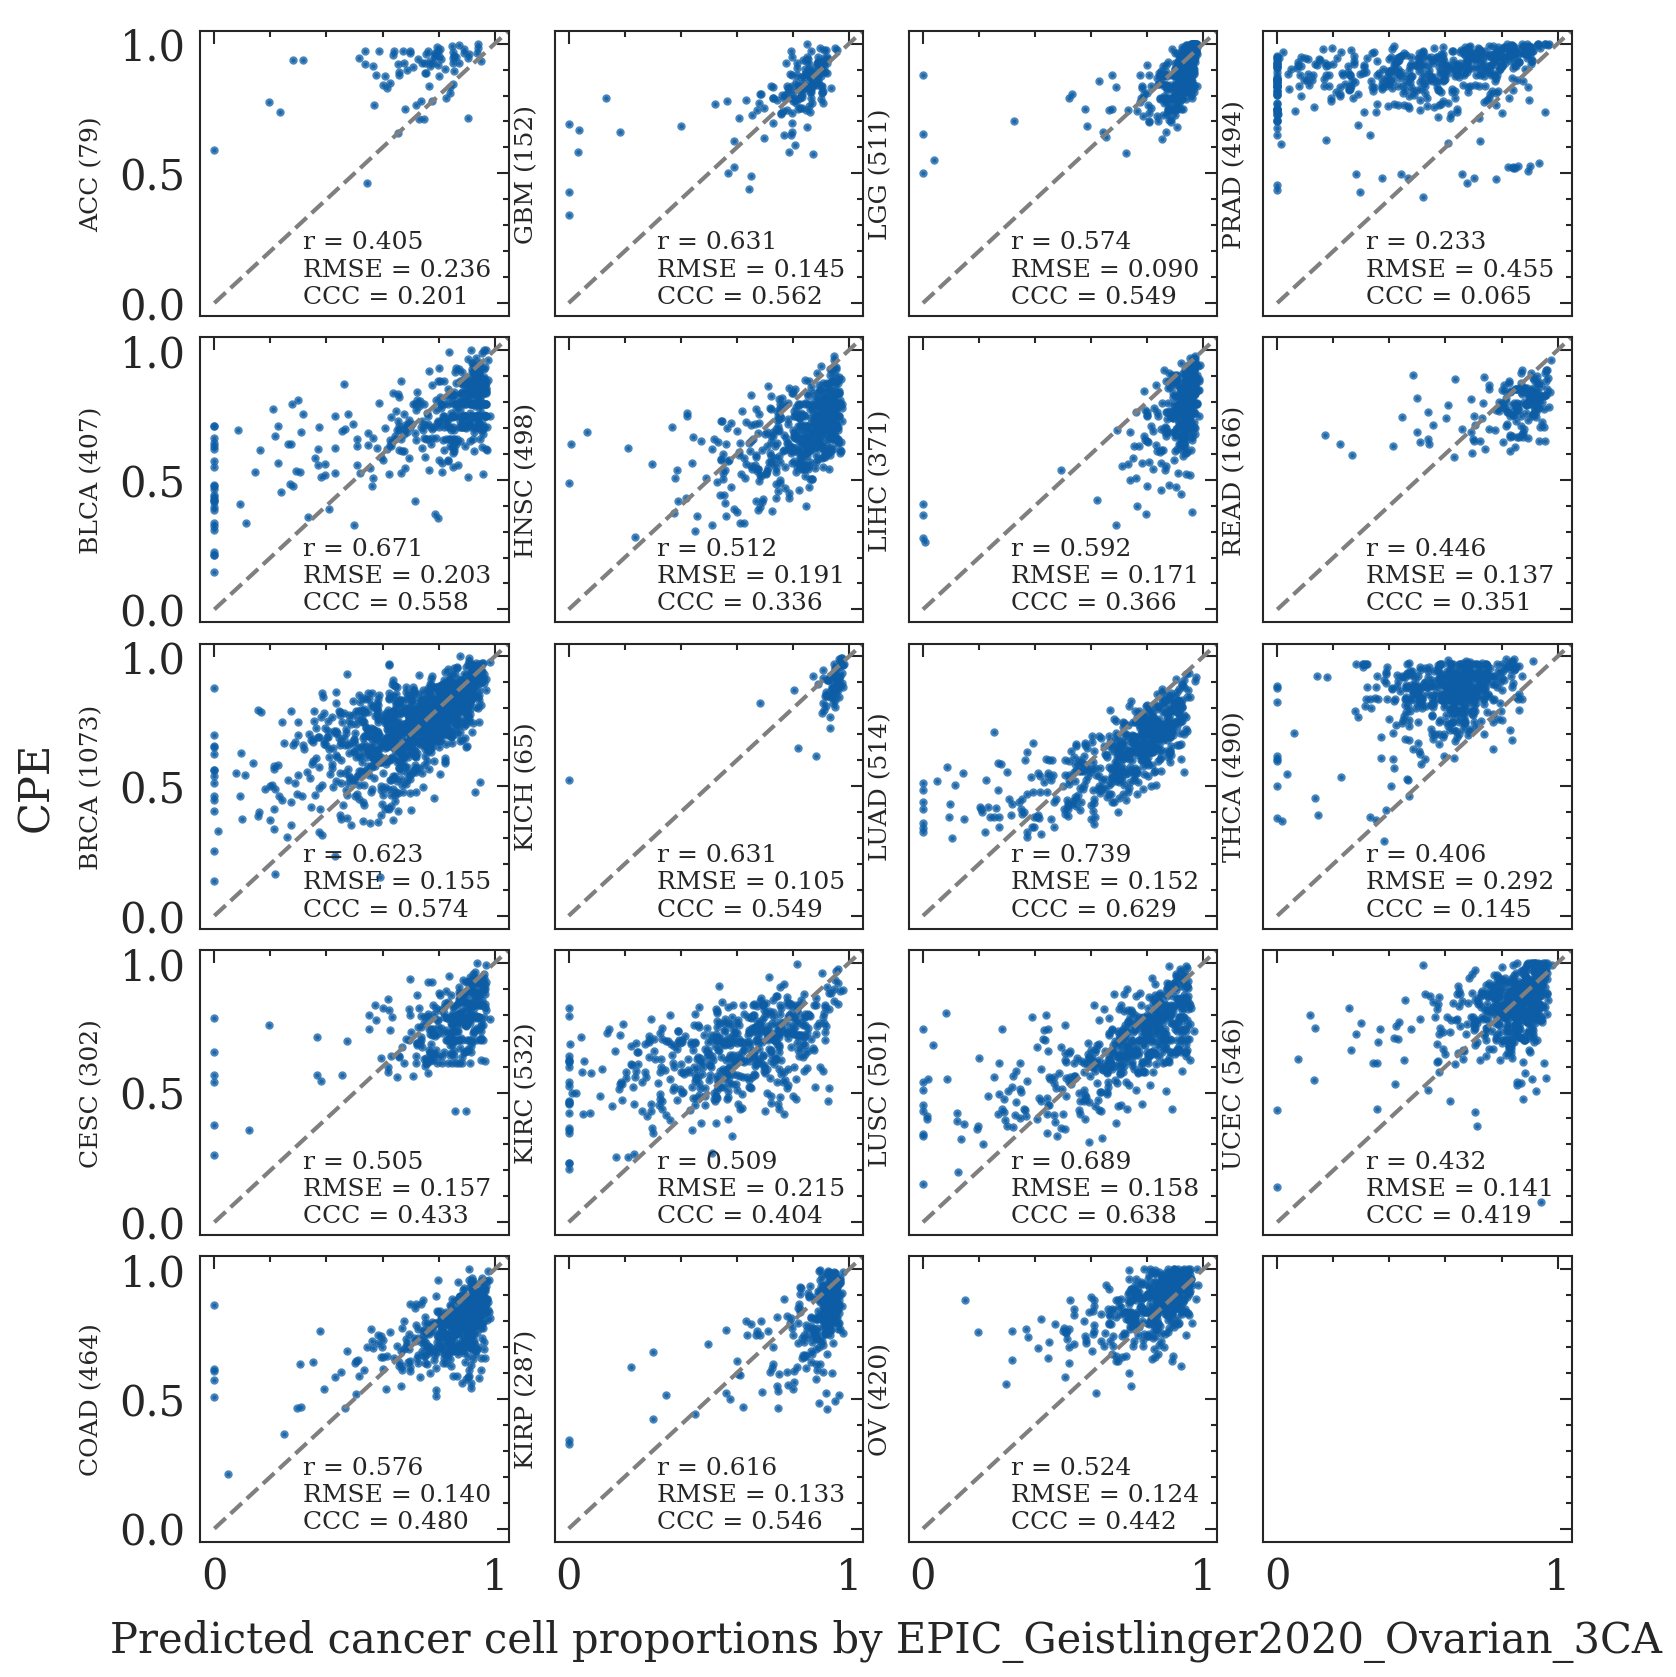 1.0
0.5
0.0
ACC (79)
r = 0.405
RMSE = 0.236
CCC = 0.201
GBM (152)
r = 0.631
RMSE = 0.145
CCC = 0.562
LGG (511)
r = 0.574
RMSE = 0.090
CCC = 0.549
PRAD (494)
r = 0.233
RMSE = 0.455
CCC = 0.065
1.0
0.5
0.0
BLCA (407)
r = 0.671
RMSE = 0.203
CCC = 0.558
HNSC (498)
r = 0.512
RMSE = 0.191
CCC = 0.336
LIHC (371)
r = 0.592
RMSE = 0.171
CCC = 0.366
READ (166)
r = 0.446
RMSE = 0.137
CCC = 0.351
CPE
1.0
0.5
0.0
BRCA (1073)
r = 0.623
RMSE = 0.155
CCC = 0.574
KICH (65)
r = 0.631
RMSE = 0.105
CCC = 0.549
LUAD (514)
r = 0.739
RMSE = 0.152
CCC = 0.629
THCA (490)
r = 0.406
RMSE = 0.292
CCC = 0.145
1.0
0.5
0.0
CESC (302)
r = 0.505
RMSE = 0.157
CCC = 0.433
KIRC (532)
r = 0.509
RMSE = 0.215
CCC = 0.404
LUSC (501)
r = 0.689
RMSE = 0.158
CCC = 0.638
UCEC (546)
r = 0.432
RMSE = 0.141
CCC = 0.419
1.0
0.5
0.0
COAD (464)
r = 0.576
RMSE = 0.140
CCC = 0.480
KIRP (287)
r = 0.616
RMSE = 0.133
CCC = 0.546
OV (420)
r = 0.524
RMSE = 0.124
CCC = 0.442
0 1 0 1 0 1 0 1
Predicted cancer cell proportions by EPIC_Geistlinger2020_Ovarian_3CA